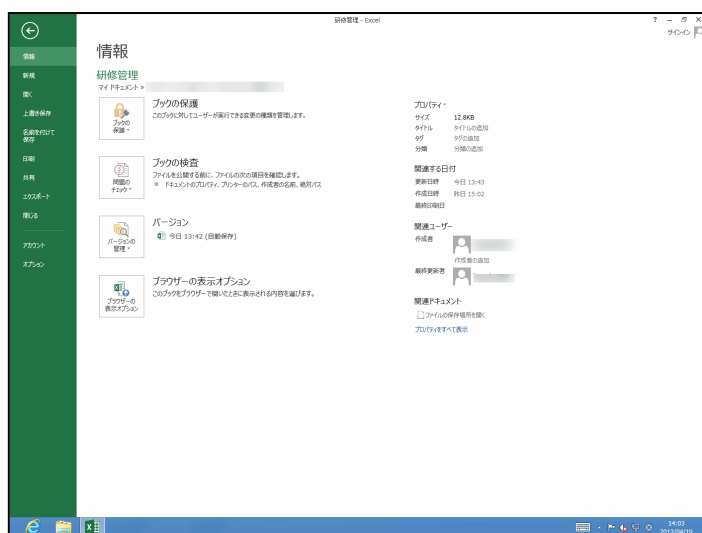 研修管理 - Excel
サインイン
情報
新規
開く
上書き保存
名前を付けて
保存
印刷
共有
エクスポート
閉じる
アカウント
オプション
情報
研修管理
マイ ドキュメント »
ブックの
保護
ブックの保護
このブックに対してユーザーが実行できる変更の種類を管理します。
問題の
チェック
ブックの検査
ファイルを公開する前に、ファイルの次の項目を確認します。
ドキュメントのプロパティ、プリンターのパス、作成者の名前、絶対パス
バージョンの
管理
バージョン
今日 13:42 (自動保存)
ブラウザーの
表示オプション
ブラウザーの表示オプション
このブックをブラウザーで開いたときに表示される内容を選びます。
プロパティ
サイズ 12.8KB
タイトル タイトルの追加
タグ タグの追加
分類 分類の追加
関連する日付
更新日時 今日 13:43
作成日時 昨日 15:02
最終印刷日
関連ユーザー
作成者
作成者の追加
最終更新者
関連ドキュメント
ファイルの保存場所を開く
プロパティをすべて表示
14:03
2013/04/19